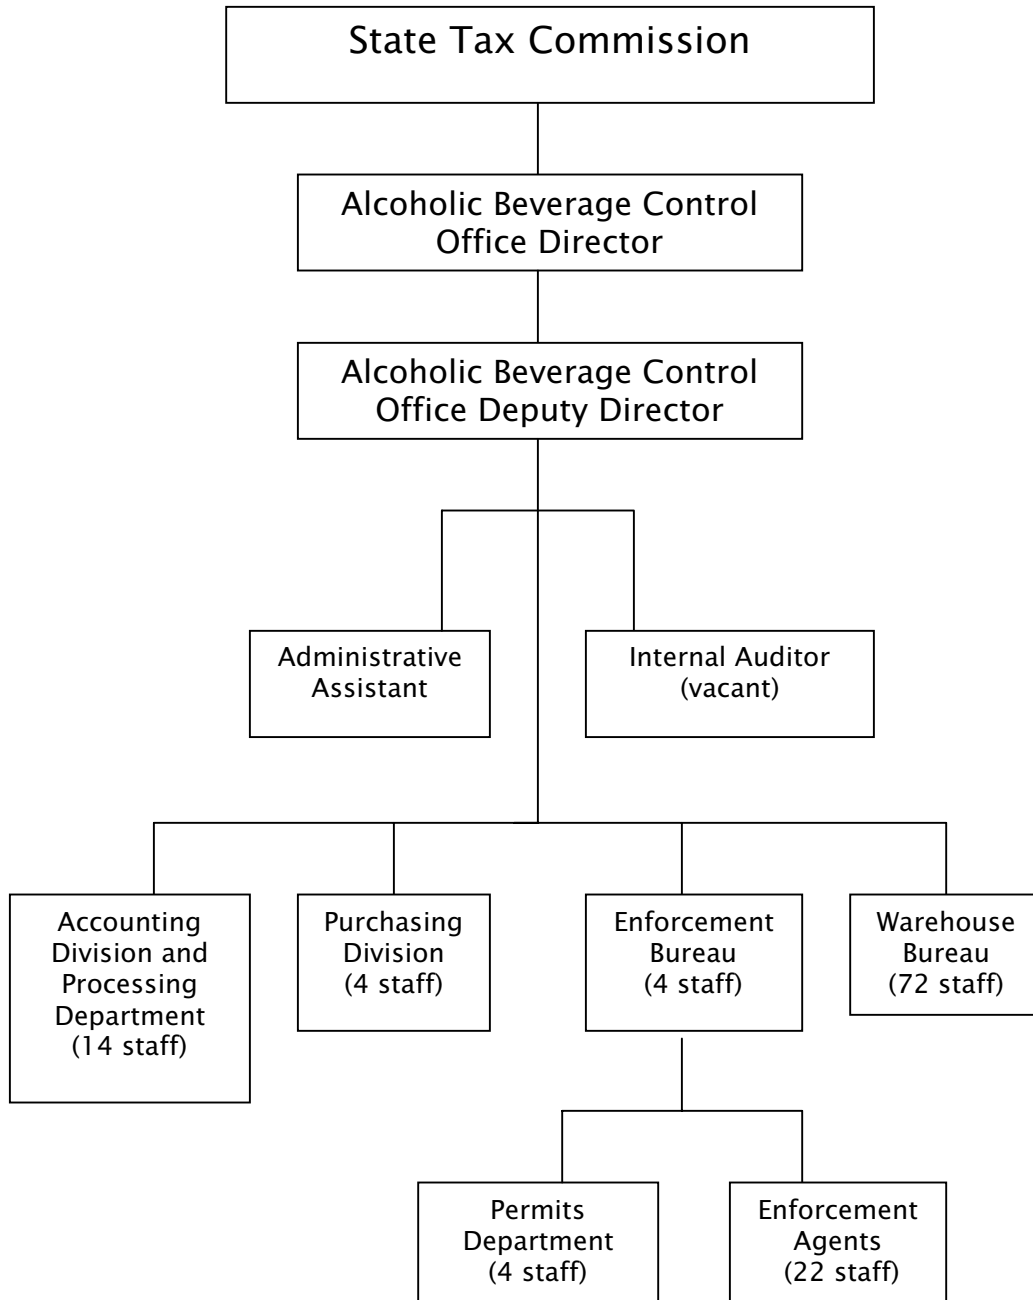 State Tax Commission
Alcoholic Beverage Control
Office Director
Alcoholic Beverage Control
Office Deputy Director
Administrative
Assistant
Internal Auditor
(vacant)
Accounting
Division and
Processing
Department
(14 staff)
Purchasing
Division
(4 staff)
Enforcement
Bureau
(4 staff)
Warehouse
Bureau
(72 staff)
Permits
Department
(4 staff)
Enforcement
Agents
(22 staff)